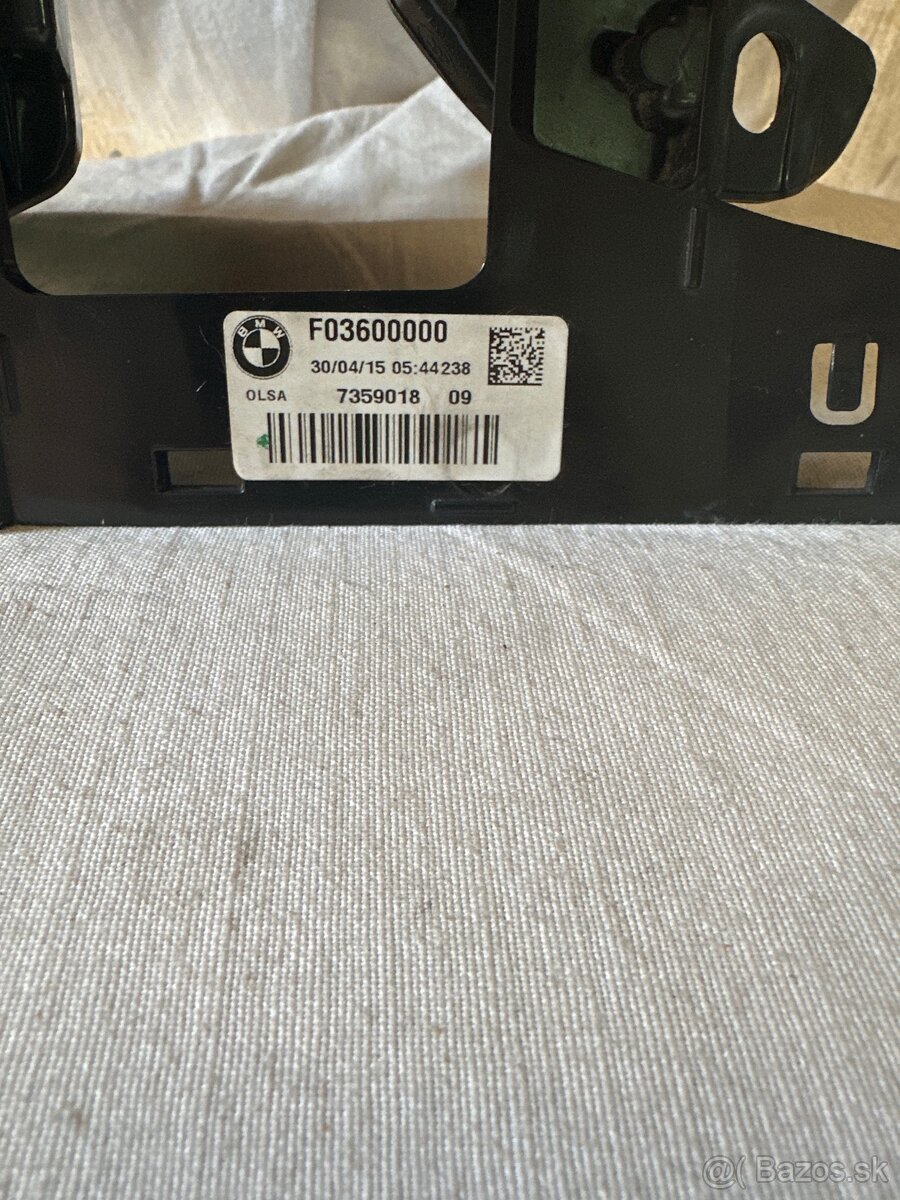 BMW
F03600000
30/04/15 05:44238
OLSA 7359018 09
U
@( Bazos.sk